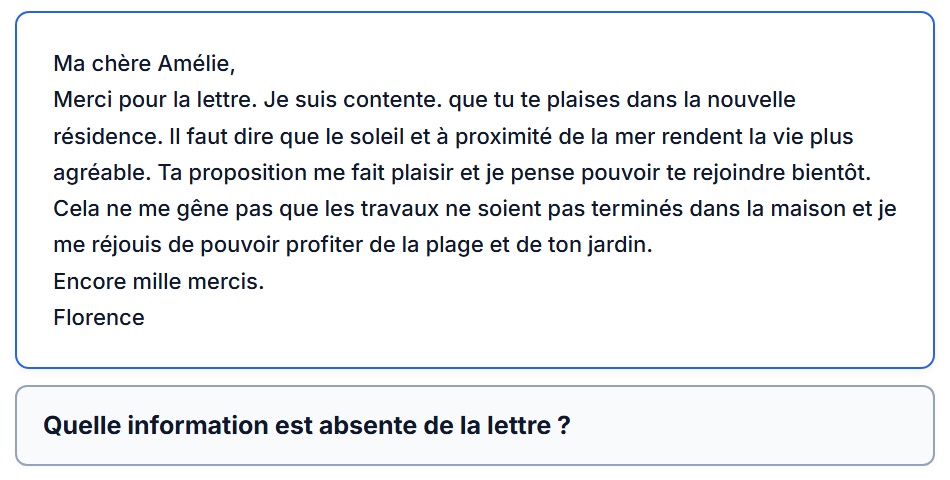 Ma chère Amélie,
Merci pour la lettre. Je suis contente. que tu te plaises dans la nouvelle
résidence. Il faut dire que le soleil et à proximité de la mer rendent la vie plus
agréable. Ta proposition me fait plaisir et je pense pouvoir te rejoindre bientôt.
Cela ne me gêne pas que les travaux ne soient pas terminés dans la maison et je
me réjouis de pouvoir profiter de la plage et de ton jardin.
Encore mille mercis.
Florence
Quelle information est absente de la lettre ?